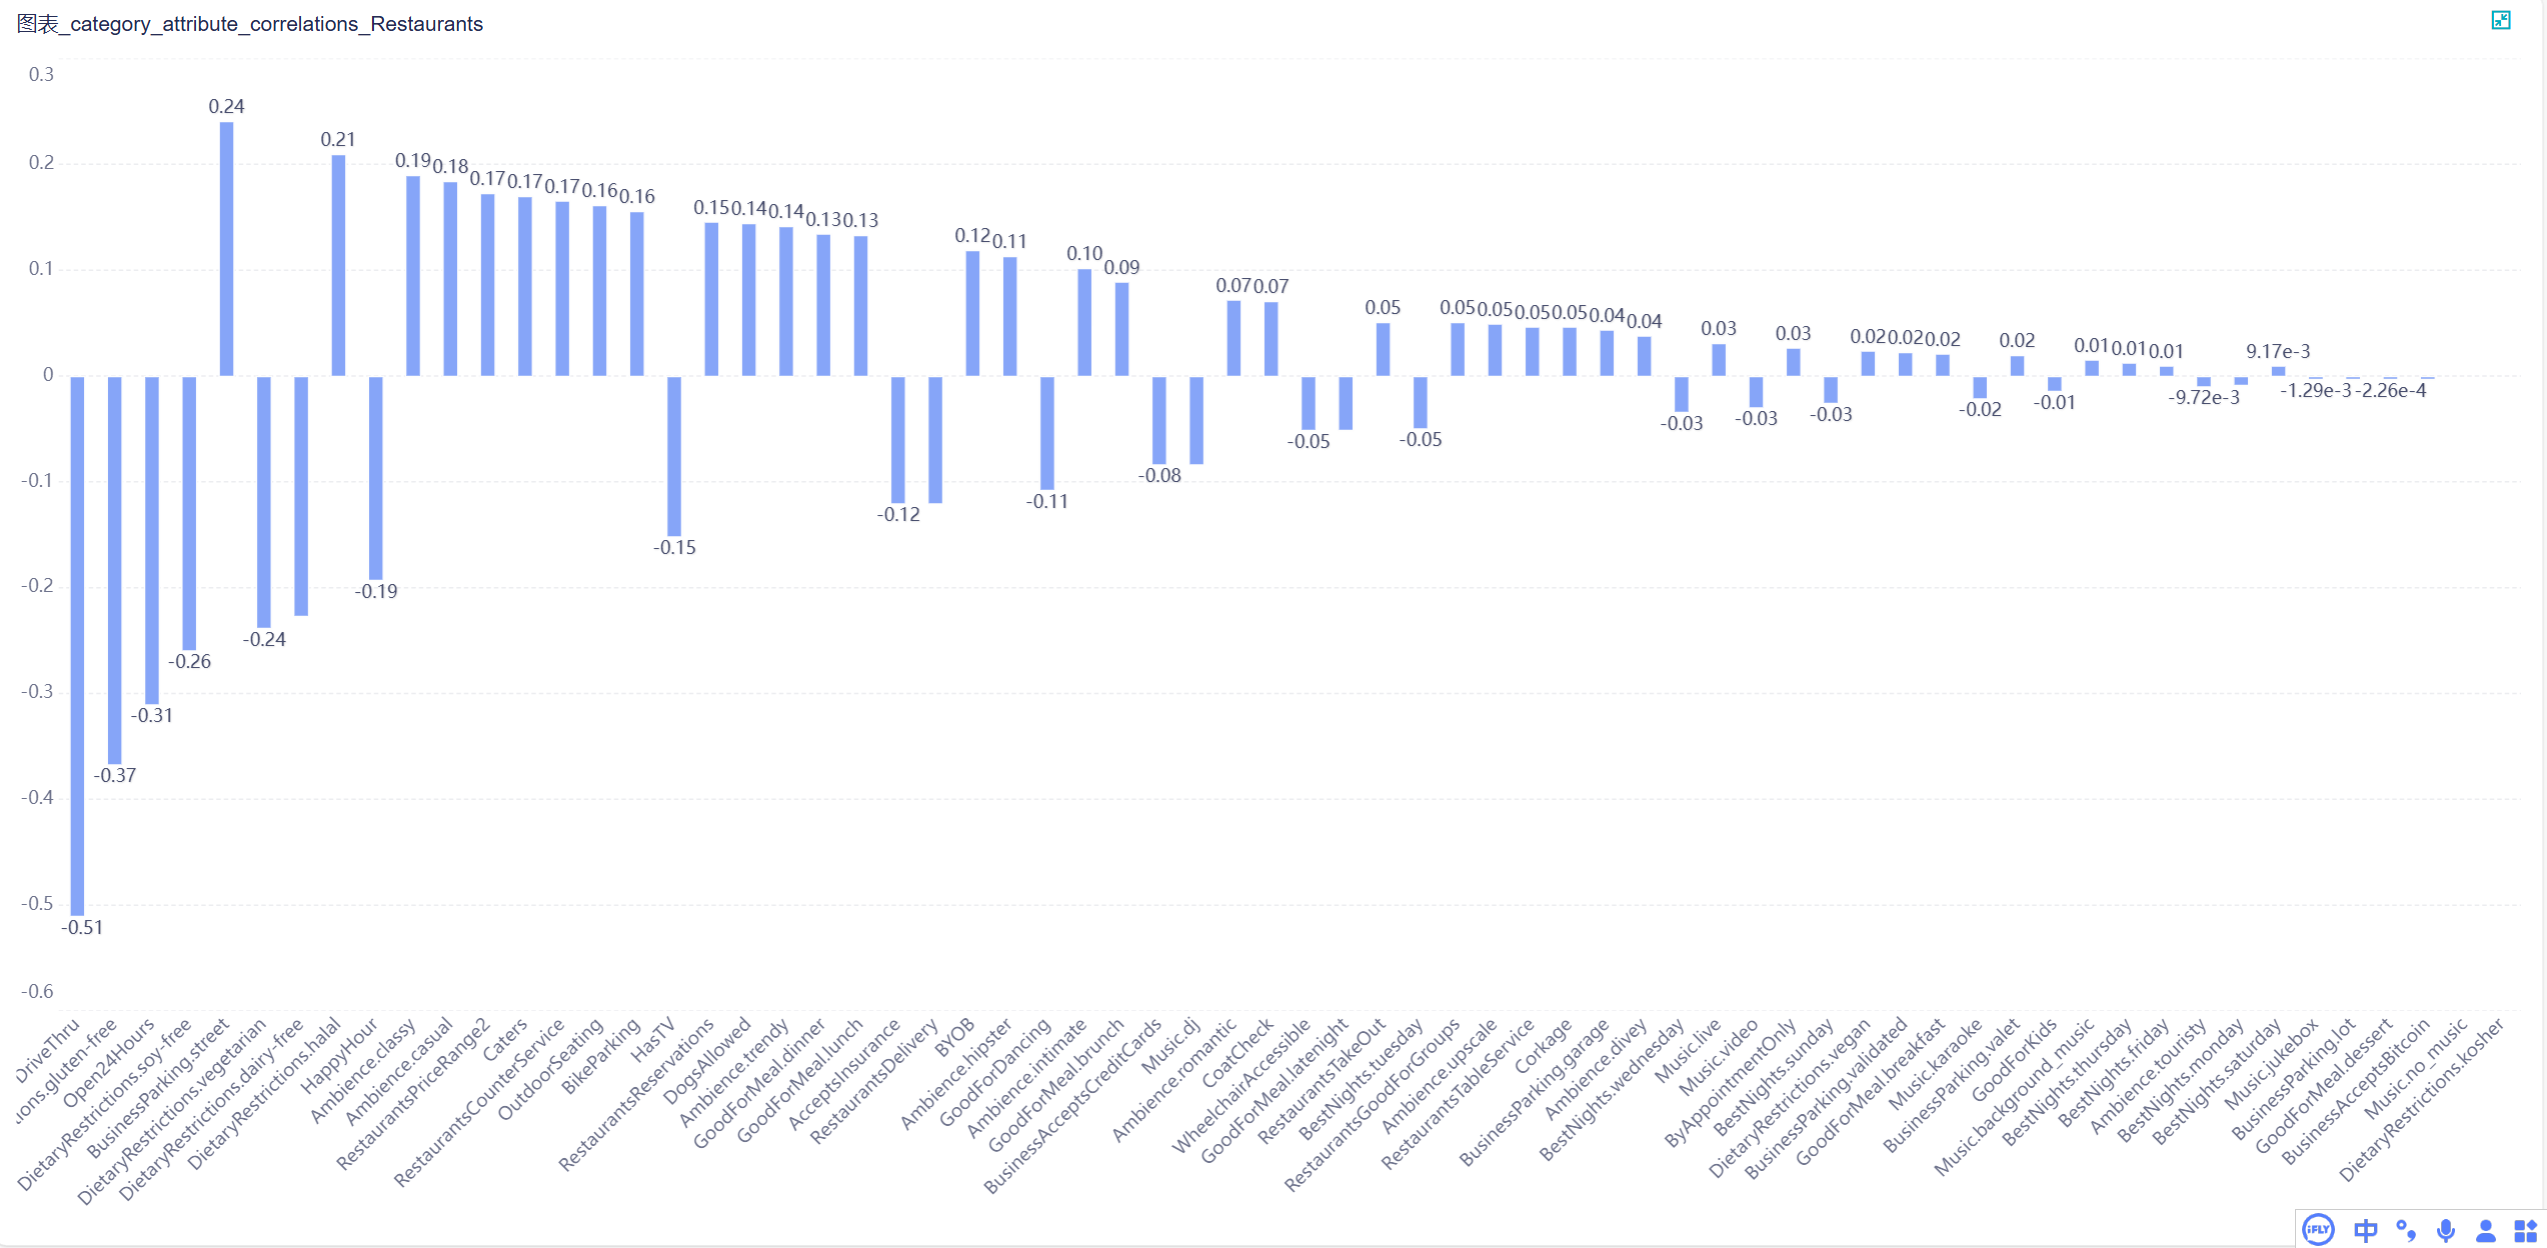 图表_category_attribute_correlations_Restaurants
0.3
0.2
0.1
0
-0.1
-0.2
-0.3
-0.4
-0.5
-0.6
-0.51
-0.37
-0.31
-0.26
0.24
-0.24
0.21
-0.19
0.19
0.18
0.17
0.17
0.17
0.16
0.16
-0.15
0.15
0.14
0.14
0.13
0.13
-0.12
0.12
0.11
-0.11
0.10
0.09
-0.08
0.07
0.07
-0.05
0.05
-0.05
0.05
0.05
0.05
0.05
0.04
0.04
-0.03
0.03
-0.03
0.03
-0.03
0.02
0.02
0.02
-0.02
0.02
-0.01
0.01
0.01
0.01
-9.72e-3
9.17e-3
-1.29e-3
-2.26e-4
DriveThru
ons.gluten-free
Open24Hours
DietaryRestrictions.soy-free
BusinessParking.street
DietaryRestrictions.vegetarian
DietaryRestrictions.dairy-free
DietaryRestrictions.halal
HappyHour
Ambience.classy
Ambience.casual
RestaurantsPriceRange2
Caters
RestaurantsCounterService
OutdoorSeating
BikeParking
HasTV
RestaurantsReservations
DogsAllowed
Ambience.trendy
GoodForMeal.dinner
GoodForMeal.lunch
AcceptsInsurance
RestaurantsDelivery
BYOB
Ambience.hipster
GoodForDancing
Ambience.intimate
GoodForMeal.brunch
BusinessAcceptsCreditCards
Music.dj
Ambience.romantic
CoatCheck
WheelchairAccessible
GoodForMeal.latenight
RestaurantsTakeOut
BestNights.tuesday
RestaurantsGoodForGroups
Ambience.upscale
RestaurantsTableService
Corkage
BusinessParking.garage
Ambience.divey
BestNights.wednesday
Music.live
Music.video
ByAppointmentOnly
BestNights.sunday
DietaryRestrictions.vegan
BusinessParking.validated
GoodForMeal.breakfast
Music.karaoke
BusinessParking.valet
GoodForKids
Music.background_music
BestNights.thursday
BestNights.friday
Ambience.touristy
BestNights.monday
BestNights.saturday
Music.jukebox
BusinessParking.lot
GoodForMeal.dessert
BusinessAcceptsBitcoin
Music.no_music
DietaryRestrictions.kosher
iFLY 中